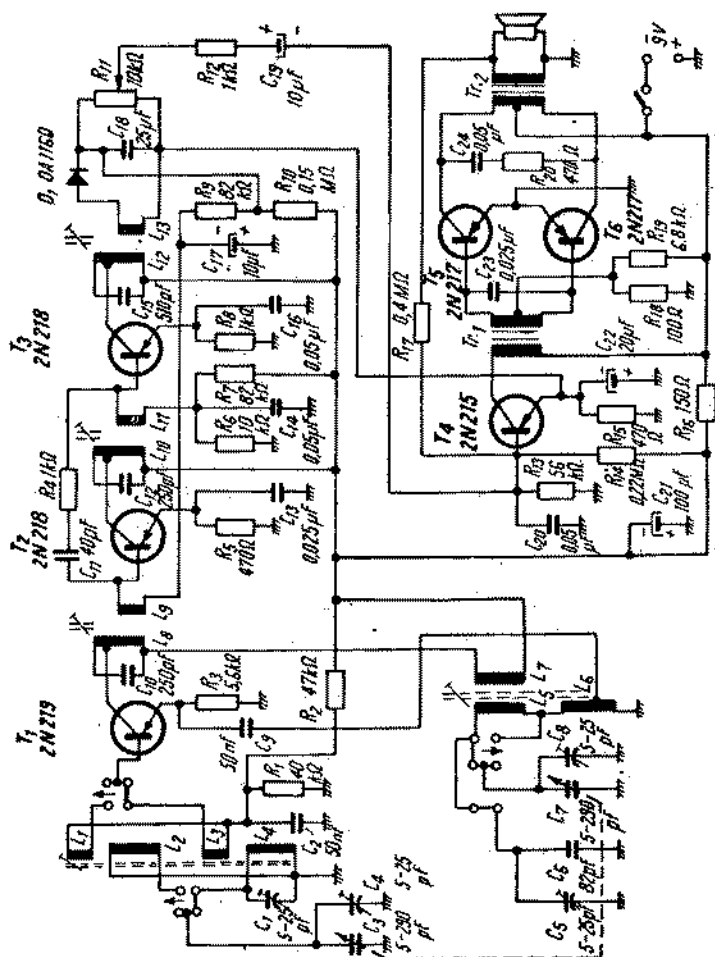 T1
2N219
T2
2N218
T3
2N218
D1 OA1160
L1
L2
L3
L4
C1
5-25
pf
C2
50nf
R1
40
kΩ
C3
5-290
pf
C4
5-25
pf
C9
50nf
R3
5,6kΩ
C10
250pf
L8
L9
R2
47kΩ
C11
40pf
R4 1kΩ
C12
250pf
L10
L11
R5
470Ω
C13
0,025µF
R6
10
kΩ
R7
82
kΩ
C14
0,05µF
R8
1kΩ
C16
0,05µF
C15
510pf
L12
L13
C17
10µf
R9
82
kΩ
R10
0,15
MΩ
C18
25µf
R11
10kΩ
R12
1kΩ
C19
10µf
+
-
C5
5-25pf
C6
82pf
C7
5-290
pf
C8
5-25
pf
L5
L6
L7
C20
0,05
µf
R13
56
kΩ
R14
0,22MΩ
R15
470
Ω
C21
100µf
R16
150Ω
T4
2N215
R17
0,4MΩ
Tr.1
C22
20µf
C23
0,025µf
T5
2N217
T6
2N217
R18
100Ω
R19
6.8kΩ
C24
0,05
µf
R20
470Ω
Tr.2
-
9V
+